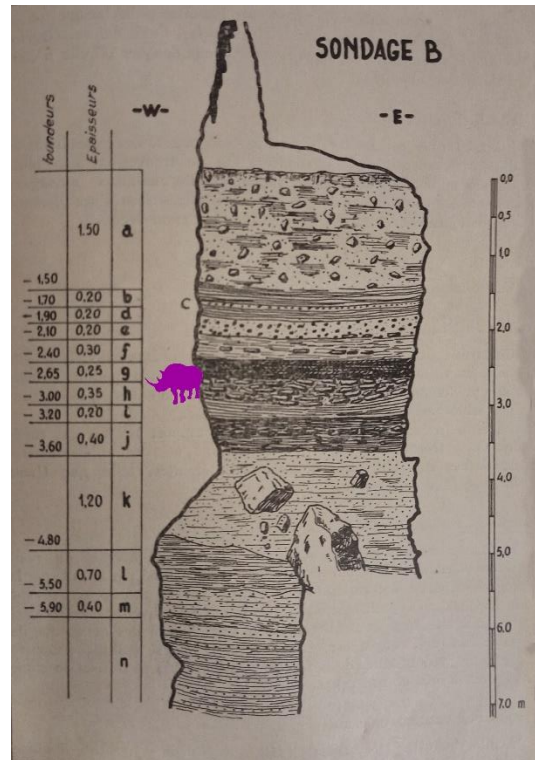 SONDAGE B
Epaisseurs
-W-
-E-
1.50 a
- 1,50
- 1,70 0,20 b
C
- 1,90 0,20 d
- 2,10 0,20 e
- 2,40 0,30 f
- 2,65 0,25 g
- 3.00 0,35 h
- 3.20 0,20 i
- 3,60 0,40 j
1,20 k
- 4.80
0,70 l
- 5,50
- 5,90 0,40 m
n
0,0
0,5
1,0
2,0
3,0
4,0
5,0
6.0
7.0 m